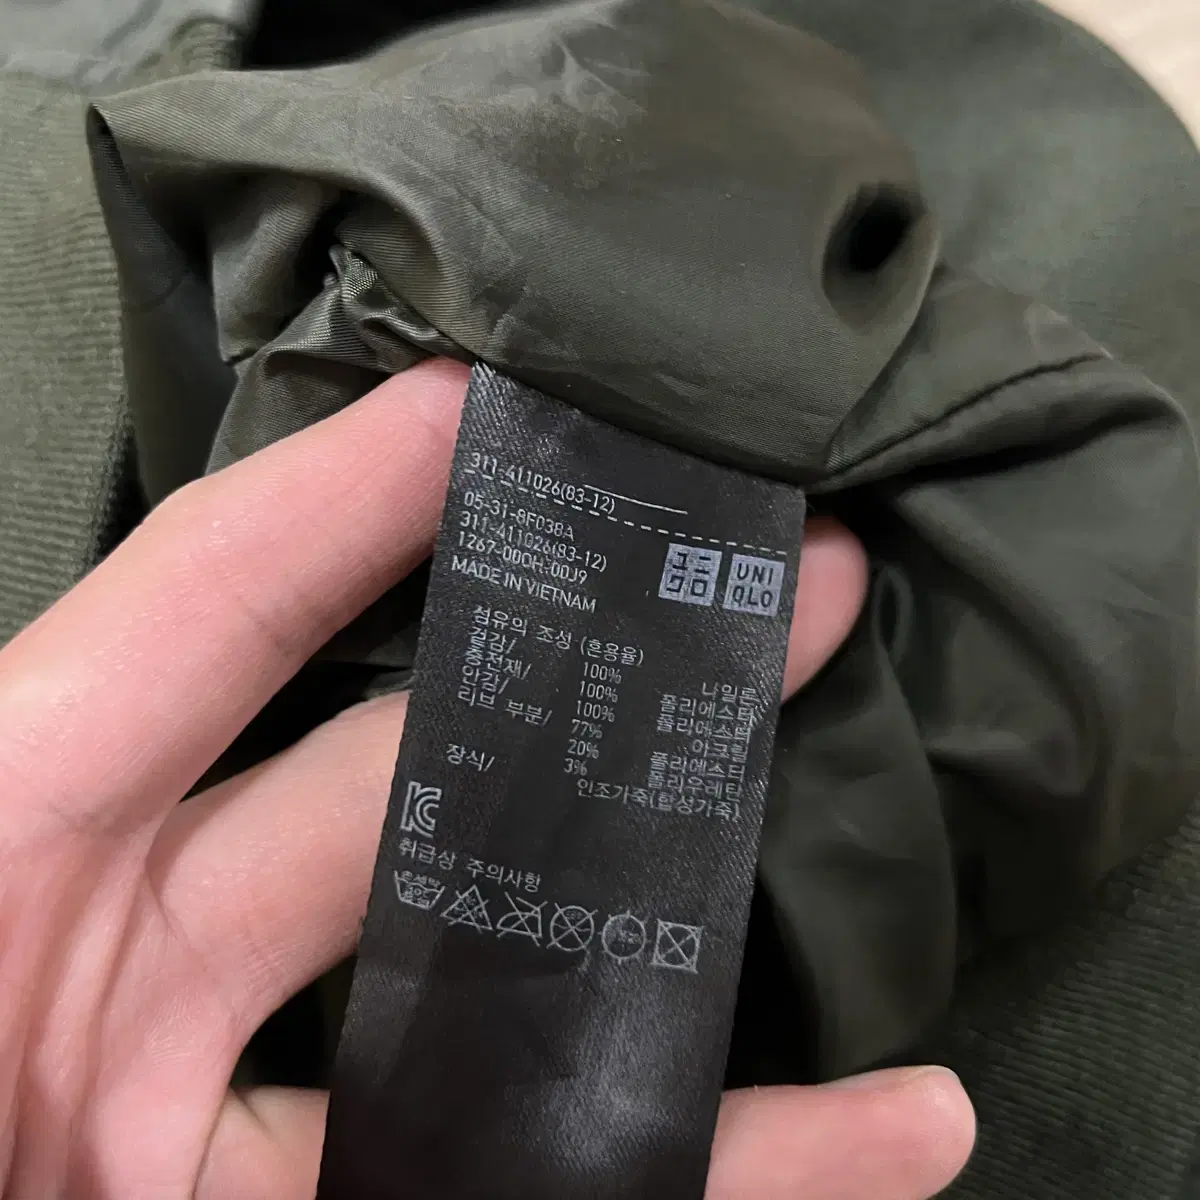 311-411026(83-12)
05-31-8F038A
311-411026(83-12)
1267-000H-00J9
MADE IN VIETNAM
UNI
QLO
ユニ
クロ
섬유의 조성 (혼용율)
겉감/ 100% 나일론
충전재/ 100% 폴리에스터
안감/ 100% 폴리에스터
리브 부분/ 77% 아크릴
20% 폴리에스터
3% 폴리우레탄
장식/ 인조가죽(합성가죽)
취급상 주의사항